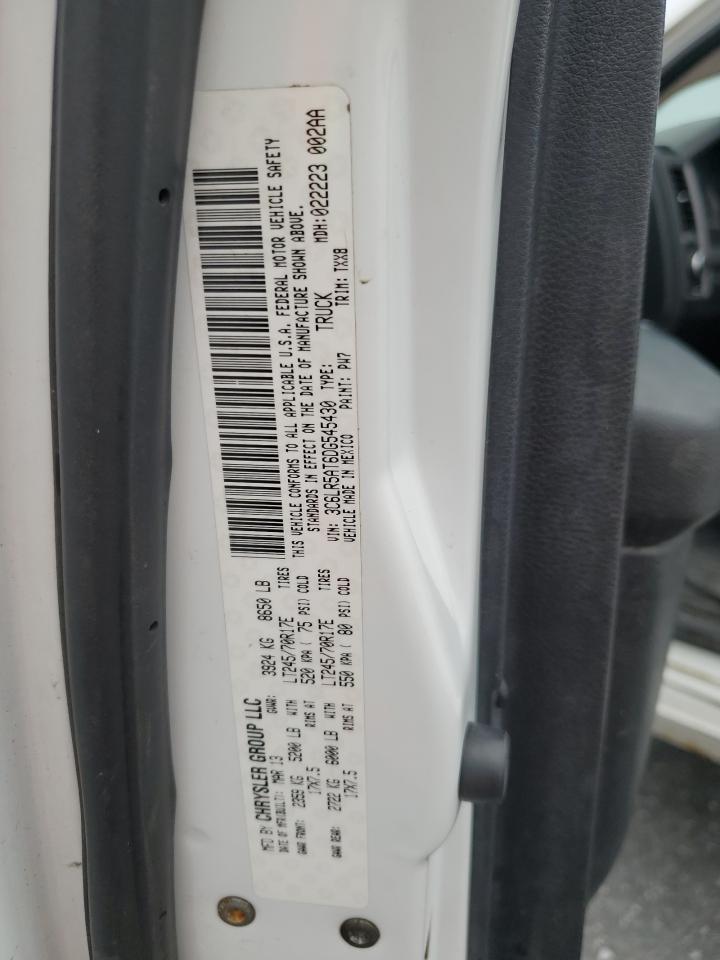 MFD BY CHRYSLER GROUP LLC
DATE OF MFR(BUILT): MAR 13 GVWR: 3924 KG 8650 LB
GAWR FRONT: 2359 KG 5200 LB WITH LT245/70R17E TIRES
17X7.5 RIMS AT 520 KPA ( 75 PSI) COLD
GAWR REAR: 2722 KG 6000 LB WITH LT245/70R17E TIRES
17X7.5 RIMS AT 550 KPA ( 80 PSI) COLD
THIS VEHICLE CONFORMS TO ALL APPLICABLE U.S.A. FEDERAL MOTOR VEHICLE SAFETY
STANDARDS IN EFFECT ON THE DATE OF MANUFACTURE SHOWN ABOVE.
VIN: 3C6LR5AT6DG545430 TYPE: TRUCK MDH:022223 002AA
VEHICLE MADE IN MEXICO PAINT: PW7 TRIM: TXX8